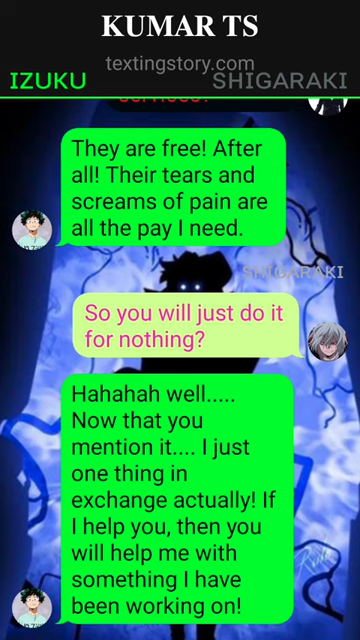 KUMAR TS
textingstory.com
IZUKU
SHIGARAKI
They are free! After
all! Their tears and
screams of pain are
all the pay I need.
SHIGARAKI
So you will just do it
for nothing?
Hahahah well.....
Now that you
mention it.... I just
one thing in
exchange actually! If
I help you, then you
will help me with
something I have
been working on!